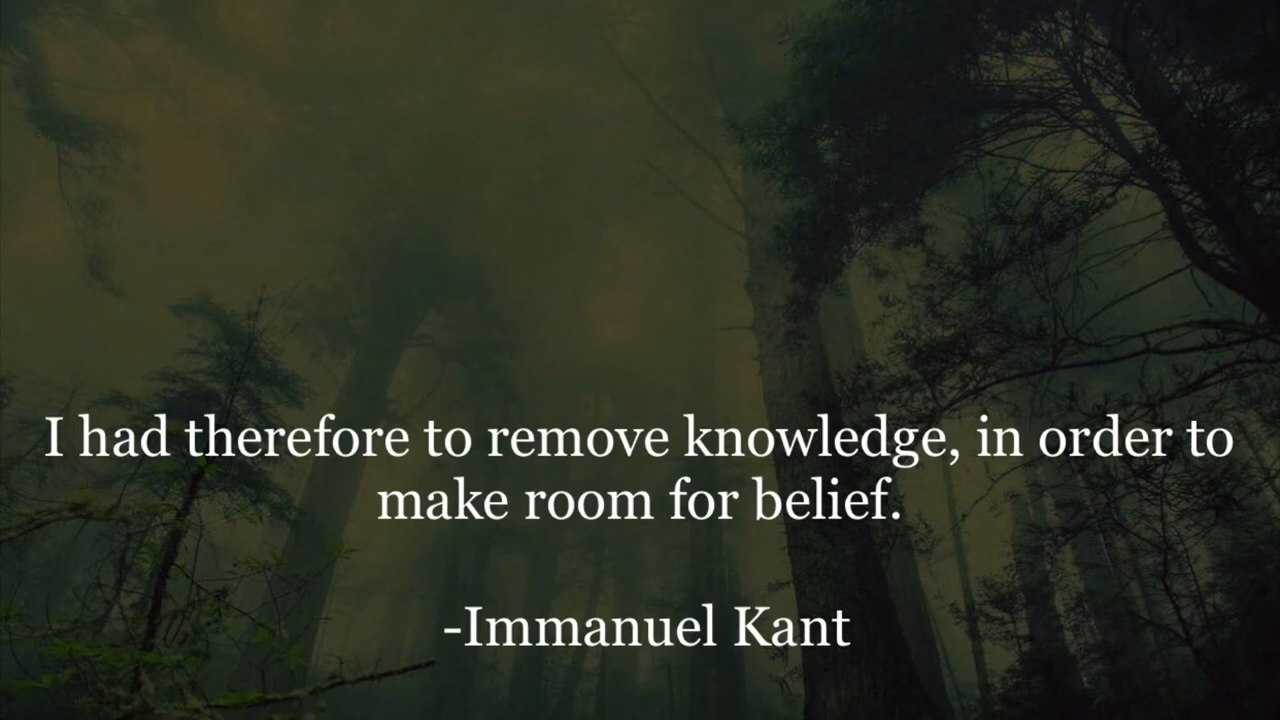 I had therefore to remove knowledge, in order to
make room for belief.
-Immanuel Kant